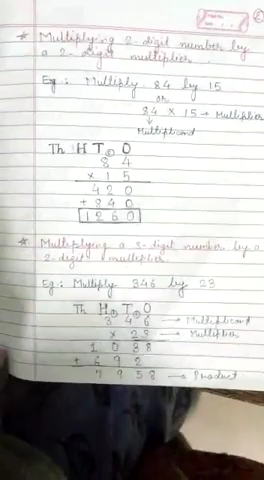 * Multiplying 2-digit number by
a 2-digit multiplier.
Eg: Multiply 84 by 15
or
84 × 15 → Multiplier
↓
Multiplicand
Th H T O
8 4
× 1 5
4 2 0
+ 8 4 0
1 2 6 0
* Multiplying a 3-digit number by a
2-digit multiplier.
Eg: Multiply 346 by 23
Th H T O
3 4 6 → Multiplicand
× 2 3 → Multiplier
1 0 3 8
+ 6 9 2
7 9 5 8 → Product